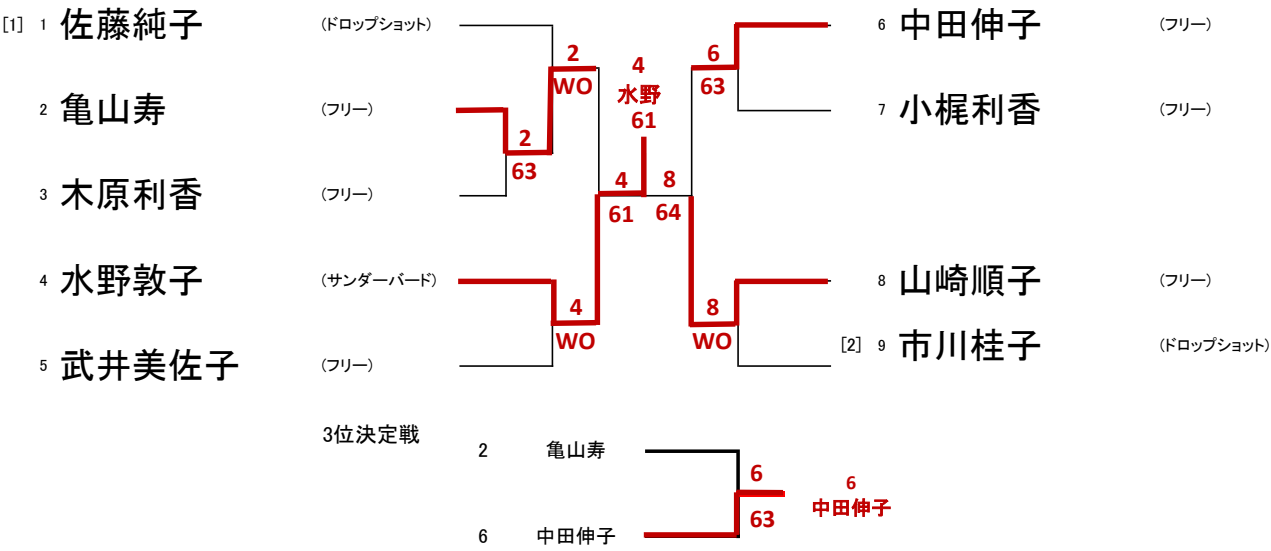 [1] 1 佐藤純子 (ドロップショット)
2 亀山寿 (フリー)
3 木原利香 (フリー)
4 水野敦子 (サンダーバード)
5 武井美佐子 (フリー)
2
WO
2
63
4
WO
4
61
4
水野
61
8
64
6
63
8
WO
6 中田伸子 (フリー)
7 小梶利香 (フリー)
8 山崎順子 (フリー)
[2] 9 市川桂子 (ドロップショット)
3位決定戦
2 亀山寿
6 中田伸子
6
63
6
中田伸子